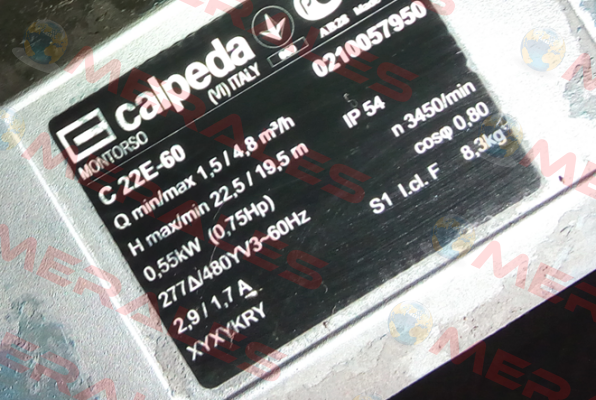 calpeda
MONTORSO (VI) ITALY
AB28 Made
0210057950
C 22E-60
Q min/max 1,5 / 4,8 m³/h IP 54
H max/min 22,5 / 19,5 m n 3450/min
0,55kW (0,75Hp) cosφ 0,80
277Δ/480YV3~60Hz S1 I.cl. F 8,3kg
2,9 / 1,7 A
XYXYKRY